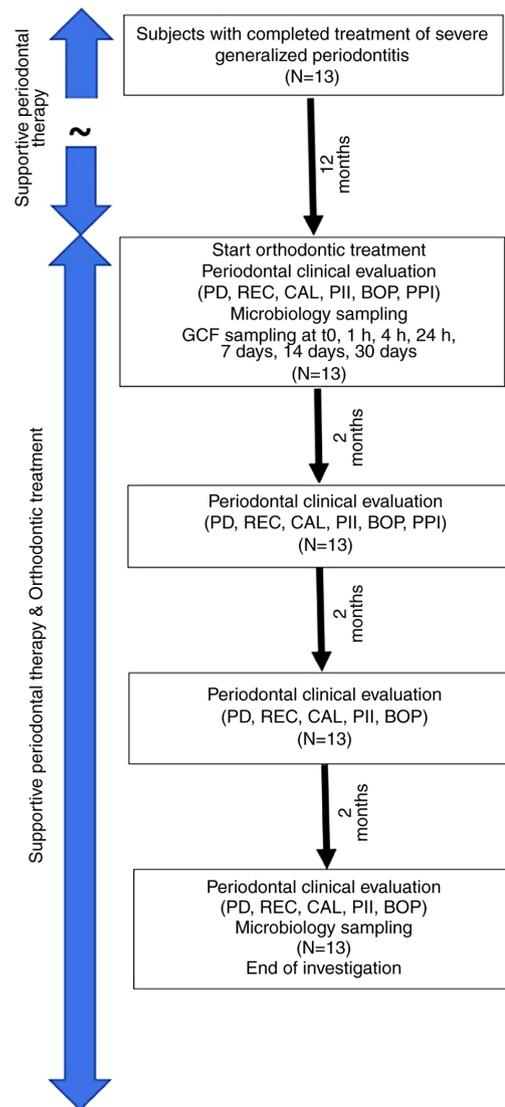 Supportive periodontal
therapy
~
Subjects with completed treatment of severe
generalized periodontitis
(N=13)
12
months
Start orthodontic treatment
Periodontal clinical evaluation
(PD, REC, CAL, PII, BOP, PPI)
Microbiology sampling
GCF sampling at t0, 1 h, 4 h, 24 h,
7 days, 14 days, 30 days
(N=13)
2
months
Supportive periodontal therapy & Orthodontic treatment
Periodontal clinical evaluation
(PD, REC, CAL, PII, BOP, PPI)
(N=13)
2
months
Periodontal clinical evaluation
(PD, REC, CAL, PII, BOP)
(N=13)
2
months
Periodontal clinical evaluation
(PD, REC, CAL, PII, BOP)
Microbiology sampling
(N=13)
End of investigation